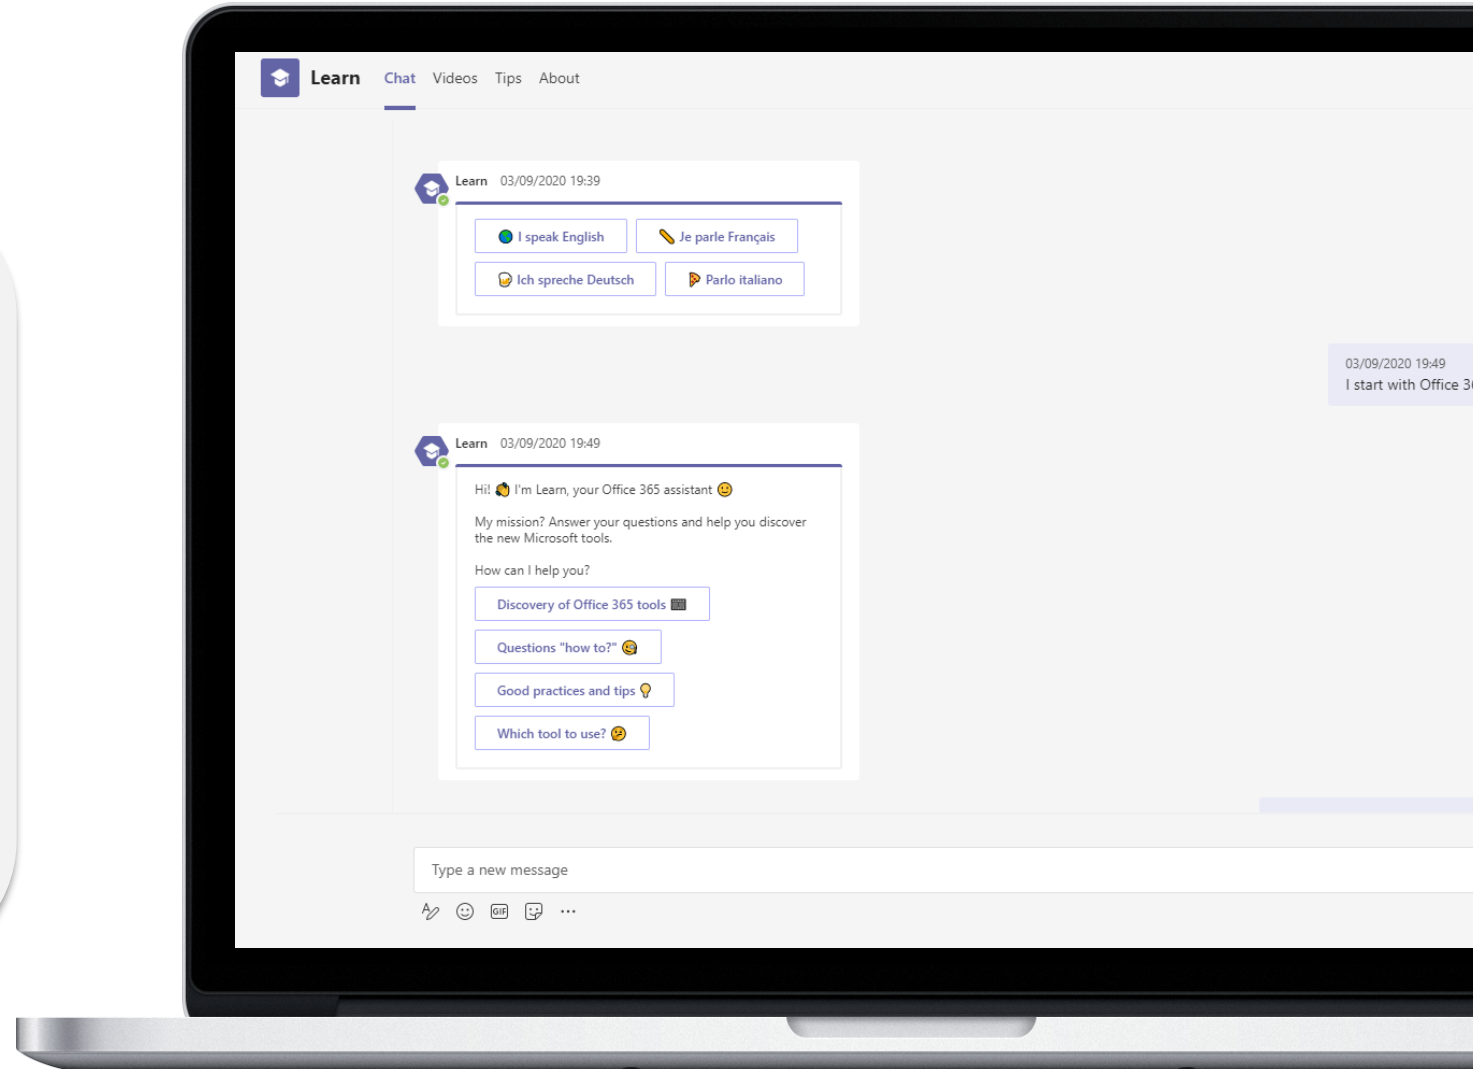 Learn Chat Videos Tips About
Learn 03/09/2020 19:39
I speak English Je parle Français
Ich spreche Deutsch Parlo italiano
03/09/2020 19:49
I start with Office
Learn 03/09/2020 19:49
Hi! I'm Learn, your Office 365 assistant
My mission? Answer your questions and help you discover
the new Microsoft tools.
How can I help you?
Discovery of Office 365 tools
Questions "how to?"
Good practices and tips
Which tool to use?
Type a new message
GIF